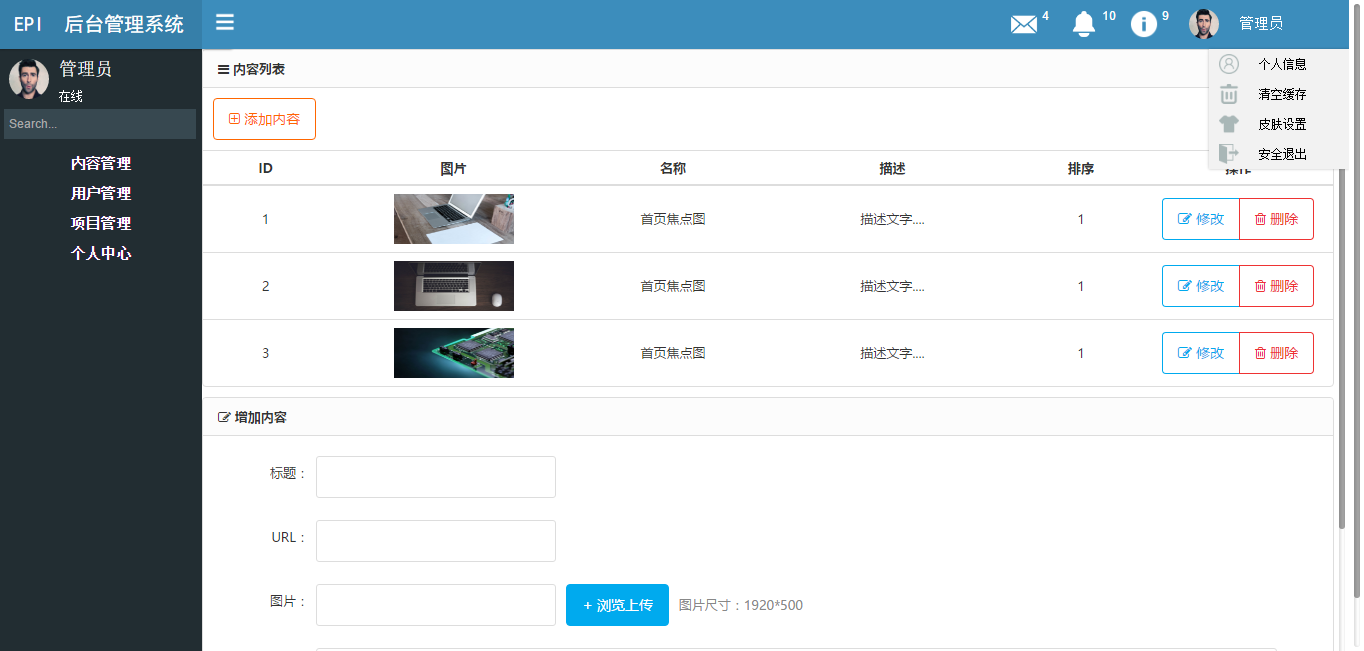 EPI 后台管理系统
4
10
9
管理员
管理员
在线
Search...
内容管理
用户管理
项目管理
个人中心
个人信息
清空缓存
皮肤设置
安全退出
内容列表
添加内容
ID 图片 名称 描述 排序 操作
1 首页焦点图 描述文字.... 1 修改 删除
2 首页焦点图 描述文字.... 1 修改 删除
3 首页焦点图 描述文字.... 1 修改 删除
增加内容
标题：
URL：
图片： + 浏览上传 图片尺寸：1920*500